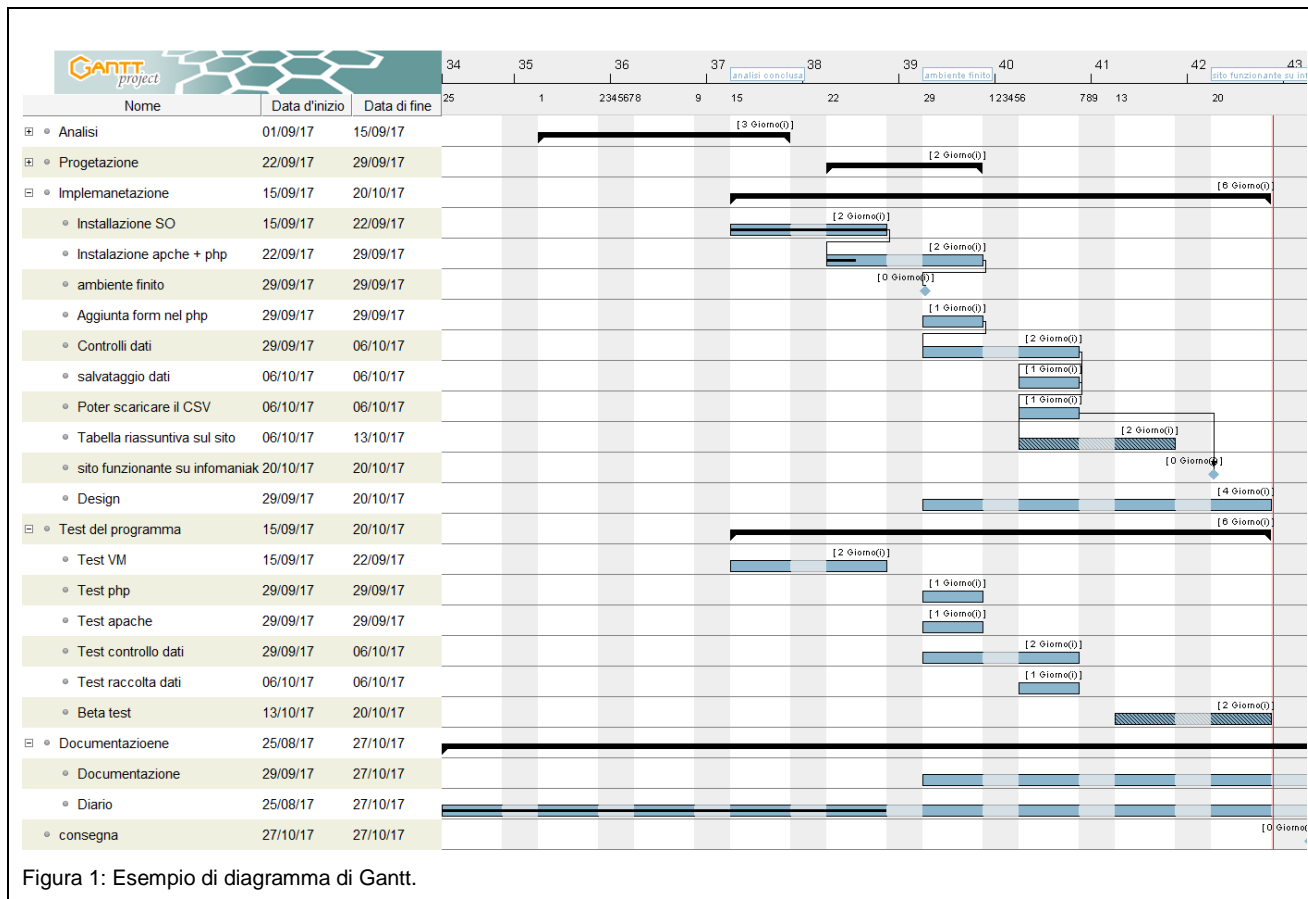 GANTT
project
34 35 36 37 38 39 40 41 42 43
analisi conclusa ambiente finito sito funzionante su inf
Nome Data d'inizio Data di fine
25 1 2345678 9 15 22 29 123456 789 13 20
Analisi 01/09/17 15/09/17 [3 Giorno(i)]
Progetazione 22/09/17 29/09/17 [2 Giorno(i)]
Implemanetazione 15/09/17 20/10/17 [6 Giorno(i)]
Installazione SO 15/09/17 22/09/17 [2 Giorno(i)]
Instalazione apche + php 22/09/17 29/09/17 [2 Giorno(i)]
ambiente finito 29/09/17 29/09/17 [0 Giorno(i)]
Aggiunta form nel php 29/09/17 29/09/17 [1 Giorno(i)]
Controlli dati 29/09/17 06/10/17 [2 Giorno(i)]
salvataggio dati 06/10/17 06/10/17 [1 Giorno(i)]
Poter scaricare il CSV 06/10/17 06/10/17 [1 Giorno(i)]
Tabella riassuntiva sul sito 06/10/17 13/10/17 [2 Giorno(i)]
sito funzionante su infomaniak 20/10/17 20/10/17 [0 Giorno(i)]
Design 29/09/17 20/10/17 [4 Giorno(i)]
Test del programma 15/09/17 20/10/17 [6 Giorno(i)]
Test VM 15/09/17 22/09/17 [2 Giorno(i)]
Test php 29/09/17 29/09/17 [1 Giorno(i)]
Test apache 29/09/17 29/09/17 [1 Giorno(i)]
Test controllo dati 29/09/17 06/10/17 [2 Giorno(i)]
Test raccolta dati 06/10/17 06/10/17 [1 Giorno(i)]
Beta test 13/10/17 20/10/17 [2 Giorno(i)]
Documentazioene 25/08/17 27/10/17
Documentazione 29/09/17 27/10/17
Diario 25/08/17 27/10/17
consegna 27/10/17 27/10/17 [0 Giorno(
Figura 1: Esempio di diagramma di Gantt.